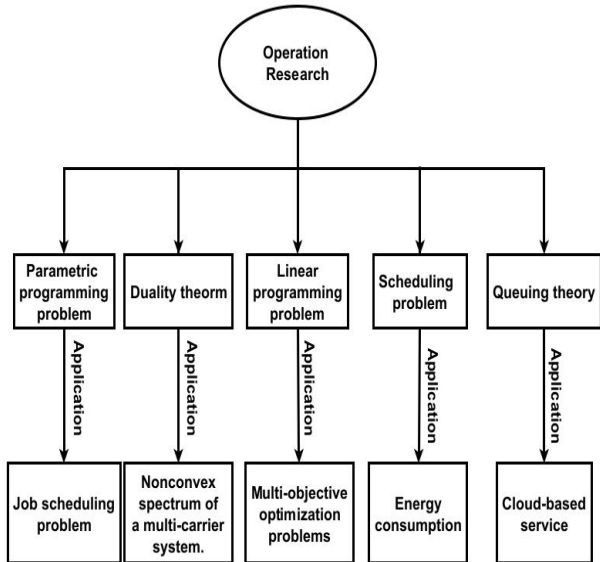 Operation
Research
Parametric
programming
problem
Duality theorm
Linear
programming
problem
Scheduling
problem
Queuing theory
Application
Application
Application
Application
Application
Job scheduling
problem
Nonconvex
spectrum of
a multi-carrier
system.
Multi-objective
optimization
problems
Energy
consumption
Cloud-based
service